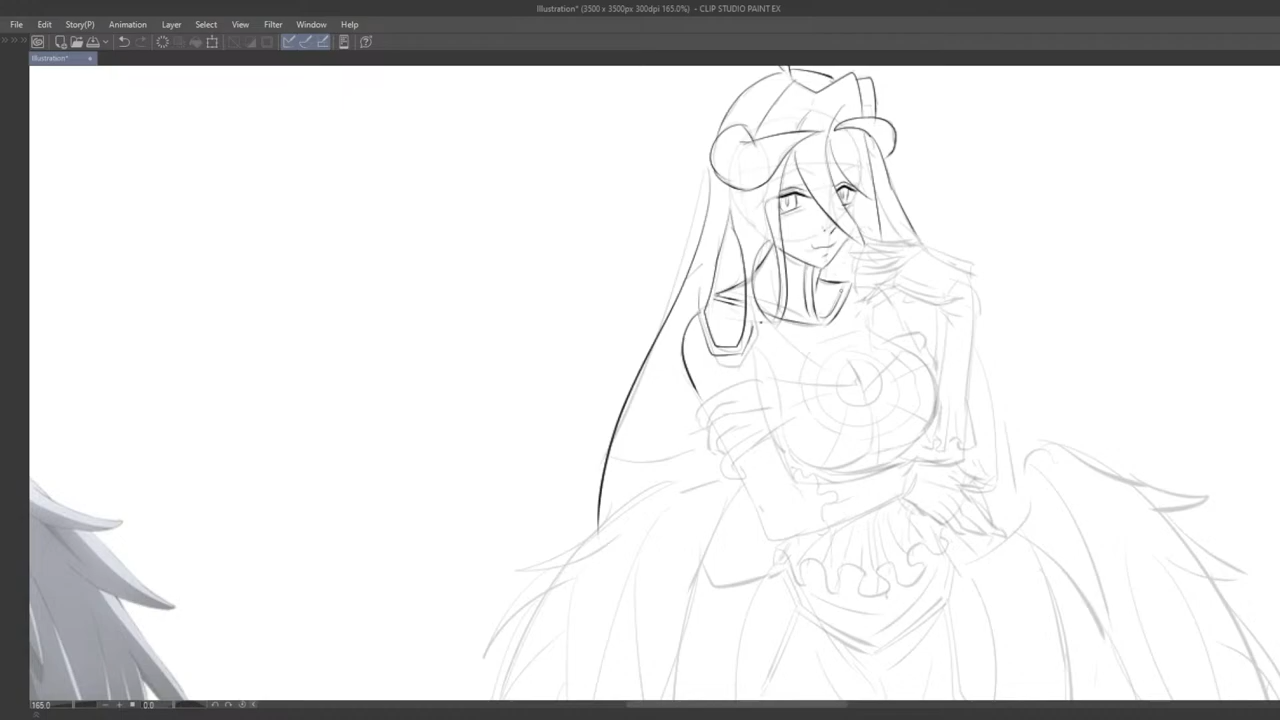 Illustration* (3500 x 3500px 300dpi 165.0%) - CLIP STUDIO PAINT EX
File Edit Story(P) Animation Layer Select View Filter Window Help
Illustration*
165.0 0.0